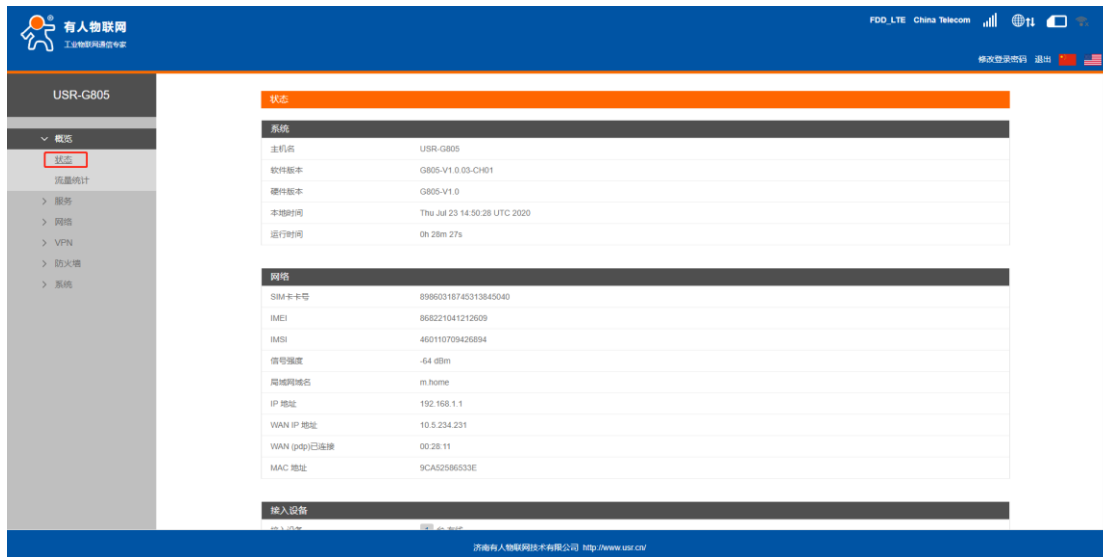 有人物联网
工业物联网通信专家
FDD_LTE China Telecom
修改登录密码 退出
USR-G805
概览
状态
流量统计
服务
网络
VPN
防火墙
系统
状态
系统
主机名 USR-G805
软件版本 G805-V1.0.03-CH01
硬件版本 G805-V1.0
本地时间 Thu Jul 23 14:50:28 UTC 2020
运行时间 0h 28m 27s
网络
SIM卡卡号 89860318745313845040
IMEI 868221041212609
IMSI 460110709426894
信号强度 -64 dBm
局域网域名 m.home
IP 地址 192.168.1.1
WAN IP 地址 10.5.234.231
WAN (pdp)已连接 00:28:11
MAC 地址 9CA52586533E
接入设备
济南有人物联网技术有限公司 http://www.usr.cn/